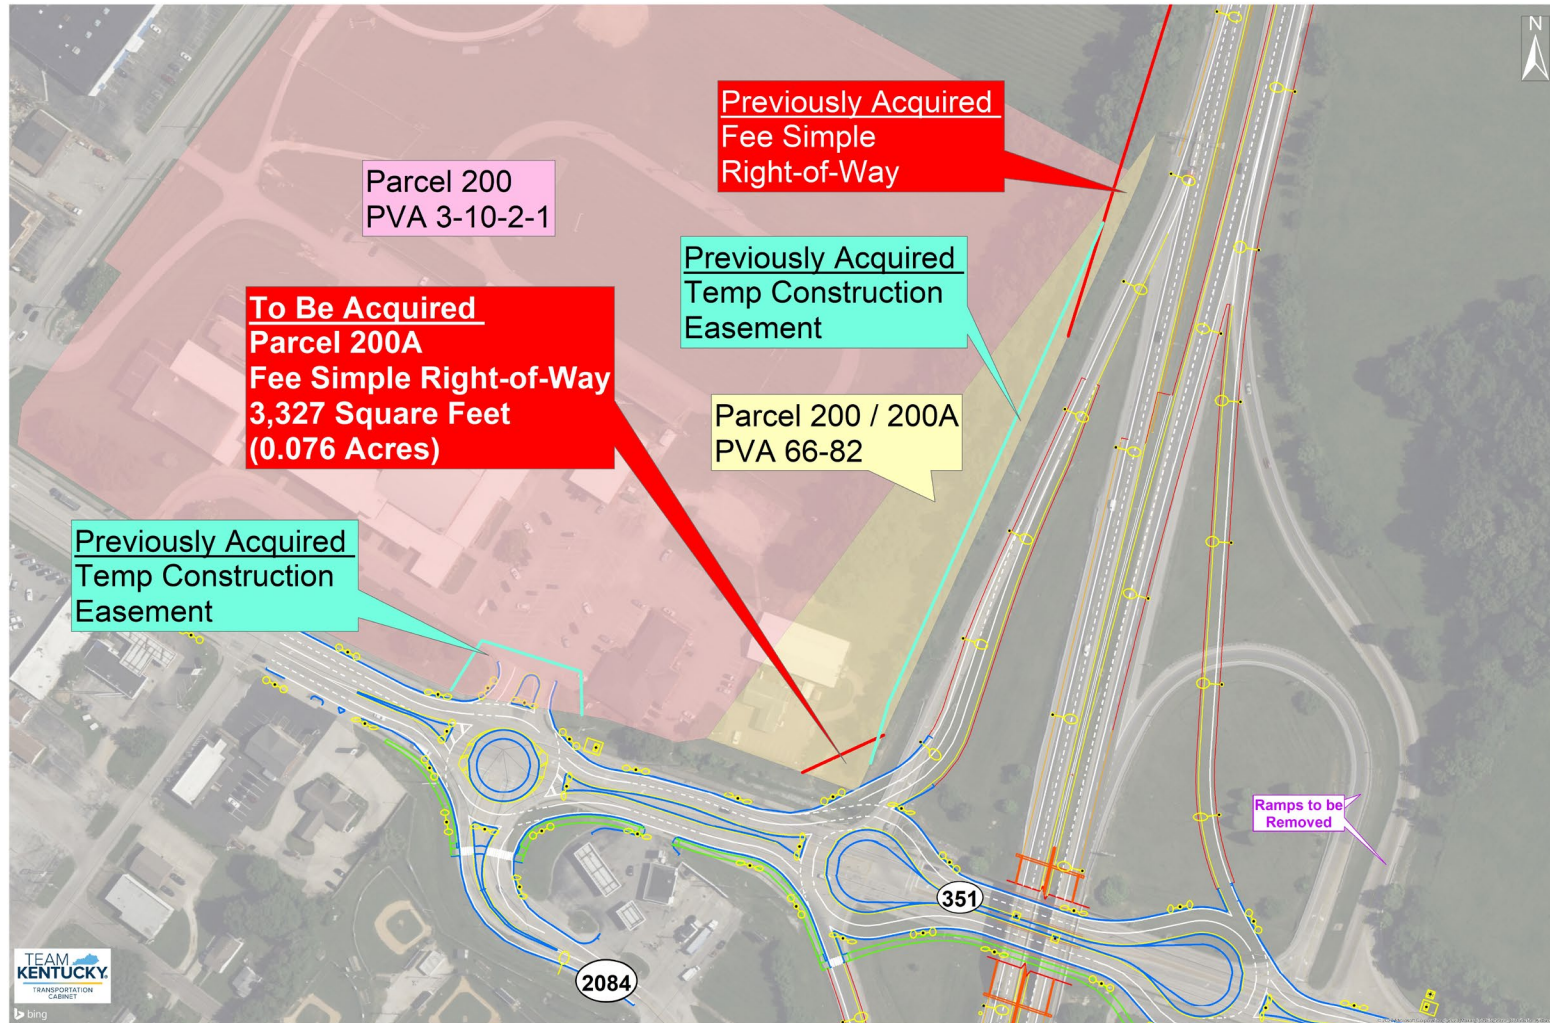 N
Previously Acquired
Fee Simple
Right-of-Way
Parcel 200
PVA 3-10-2-1
Previously Acquired
Temp Construction
Easement
To Be Acquired
Parcel 200A
Fee Simple Right-of-Way
3,327 Square Feet
(0.076 Acres)
Parcel 200 / 200A
PVA 66-82
Previously Acquired
Temp Construction
Easement
Ramps to be
Removed
351
2084
TEAM
KENTUCKY
TRANSPORTATION
CABINET
bing